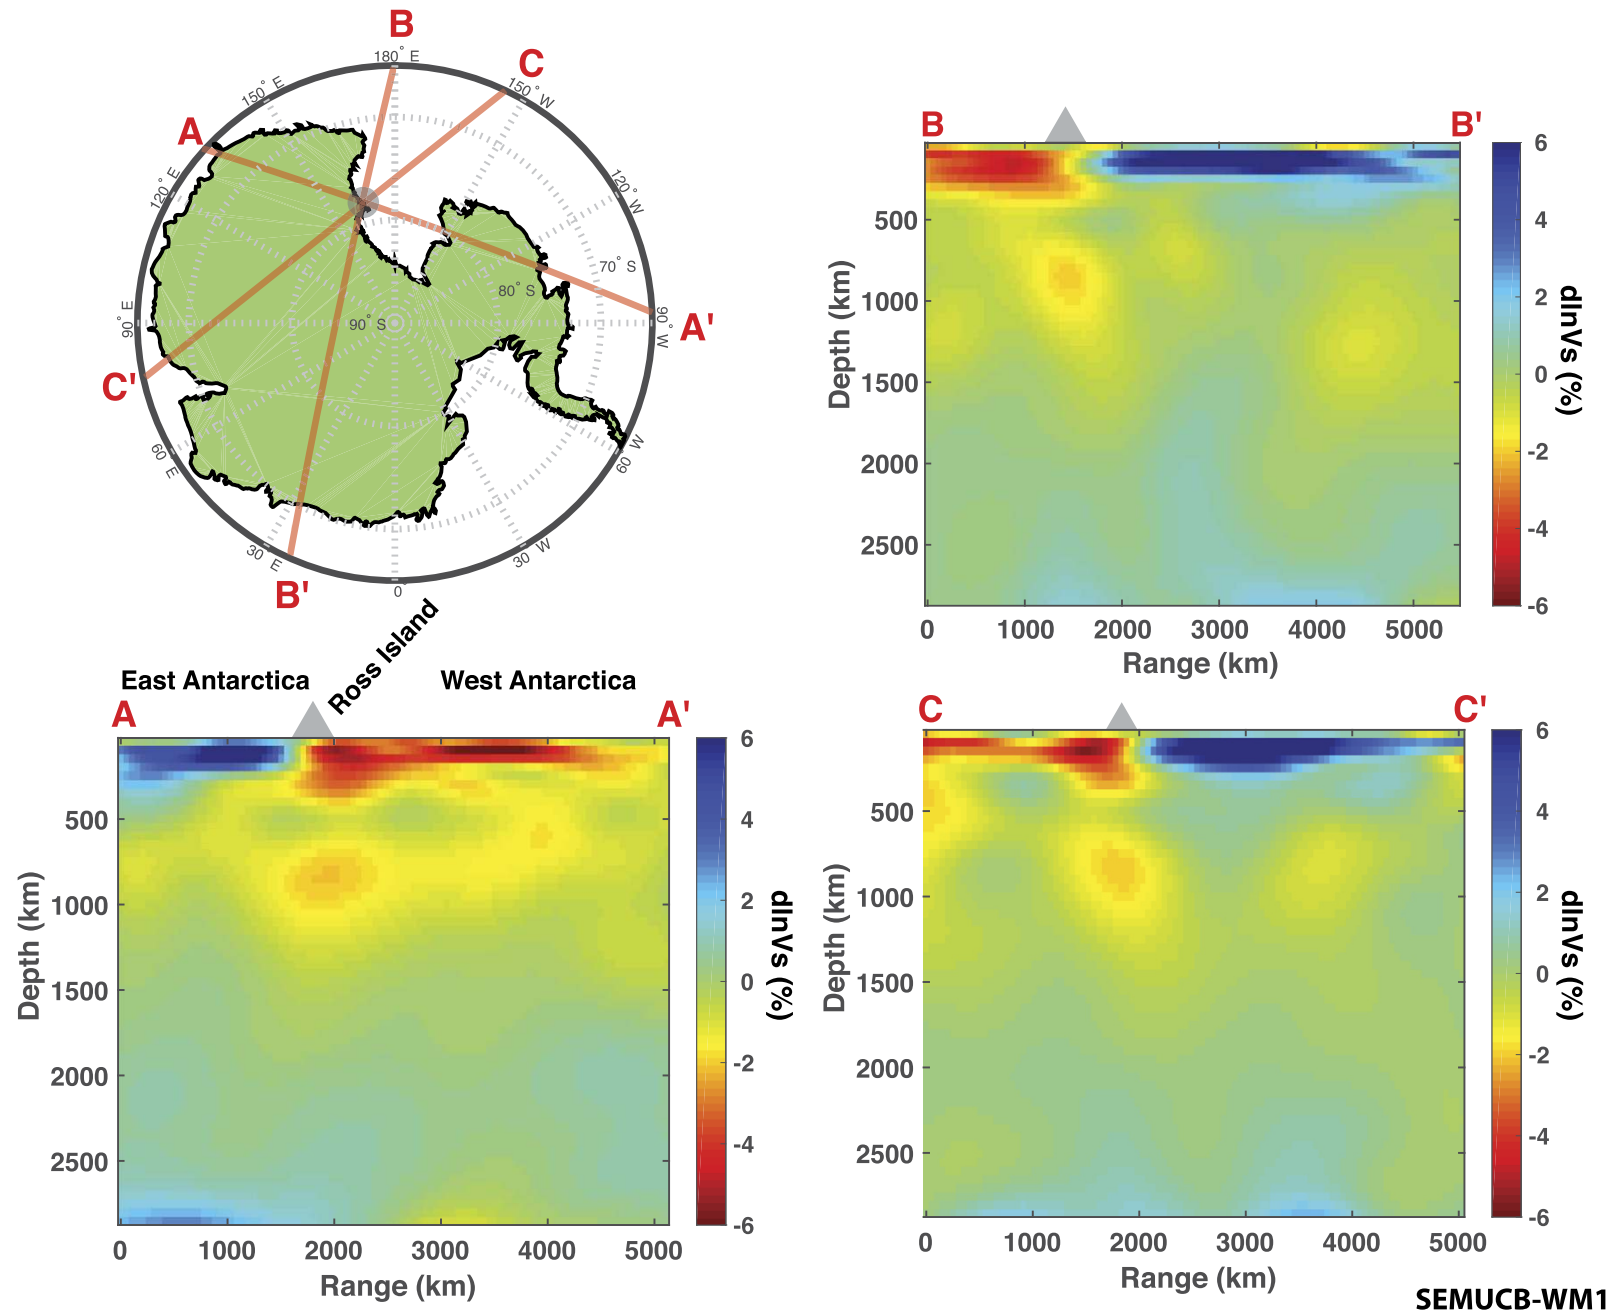 B
C
180° E
150° E
150° W
A
120° E
120° W
70° S
80° S
90° E
90° S
90° W
A'
C'
60 E
60 W
30 E
30 W
B'
0
B
B'
500
1000
1500
2000
2500
Depth (km)
0 1000 2000 3000 4000 5000
Range (km)
6
4
2
0
-2
-4
-6
dlnVs (%)
East Antarctica
Ross Island
West Antarctica
A
A'
500
1000
1500
2000
2500
Depth (km)
0 1000 2000 3000 4000 5000
Range (km)
6
4
2
0
-2
-4
-6
dlnVs (%)
C
C'
500
1000
1500
2000
2500
Depth (km)
0 1000 2000 3000 4000 5000
Range (km)
6
4
2
0
-2
-4
-6
dlnVs (%)
SEMUCB-WM1